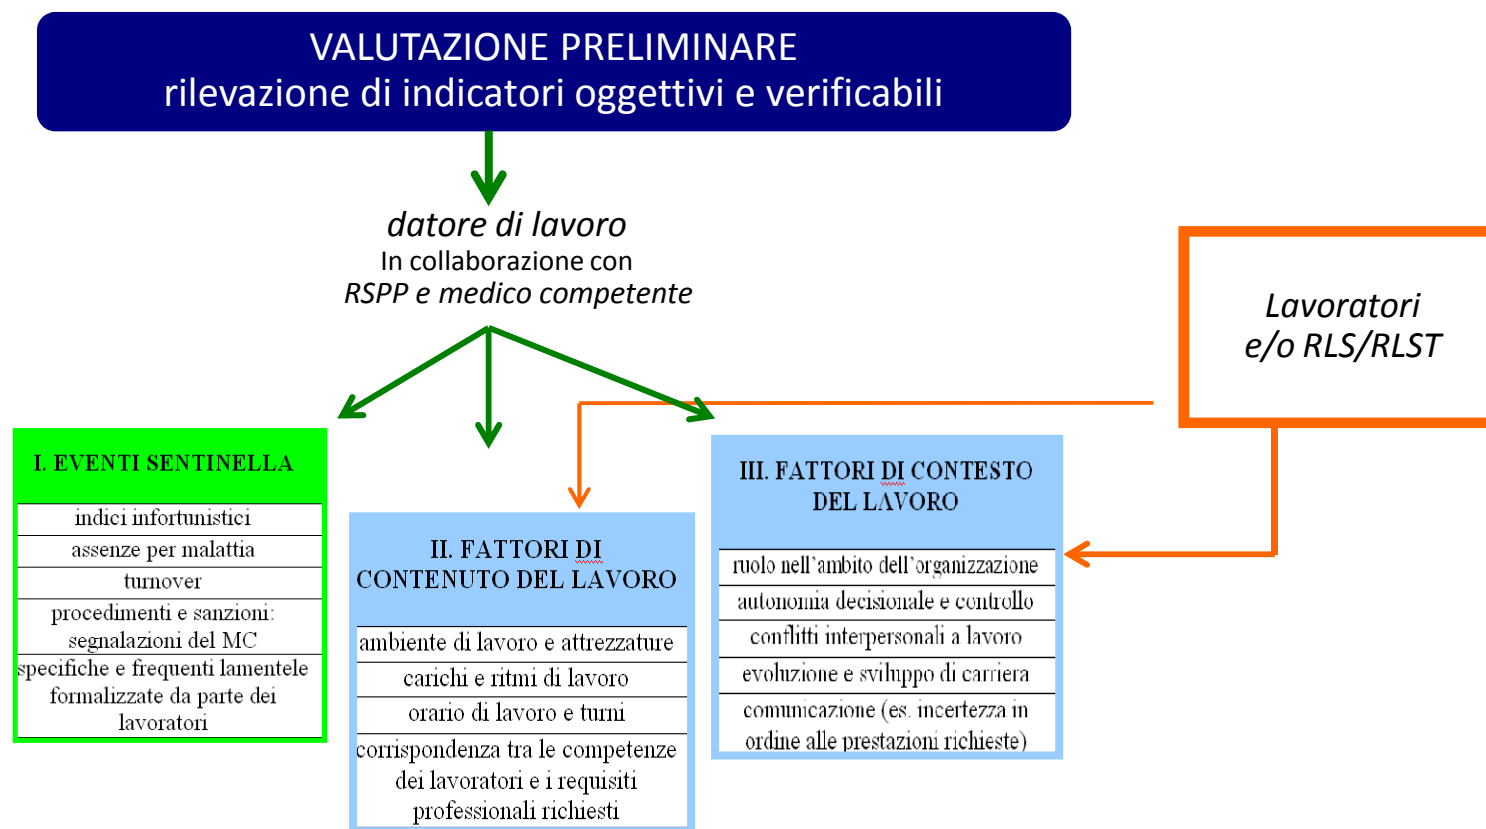 VALUTAZIONE PRELIMINARE
rilevazione di indicatori oggettivi e verificabili
datore di lavoro
In collaborazione con
RSPP e medico competente
Lavoratori
e/o RLS/RLST
I. EVENTI SENTINELLA
indici infortunistici
assenze per malattia
turnover
procedimenti e sanzioni:
segnalazioni del MC
specifiche e frequenti lamentele
formalizzate da parte dei
lavoratori
II. FATTORI DI
CONTENUTO DEL LAVORO
ambiente di lavoro e attrezzature
carichi e ritmi di lavoro
orario di lavoro e turni
corrispondenza tra le competenze
dei lavoratori e i requisiti
professionali richiesti
III. FATTORI DI CONTESTO
DEL LAVORO
ruolo nell'ambito dell'organizzazione
autonomia decisionale e controllo
conflitti interpersonali a lavoro
evoluzione e sviluppo di carriera
comunicazione (es. incertezza in
ordine alle prestazioni richieste)